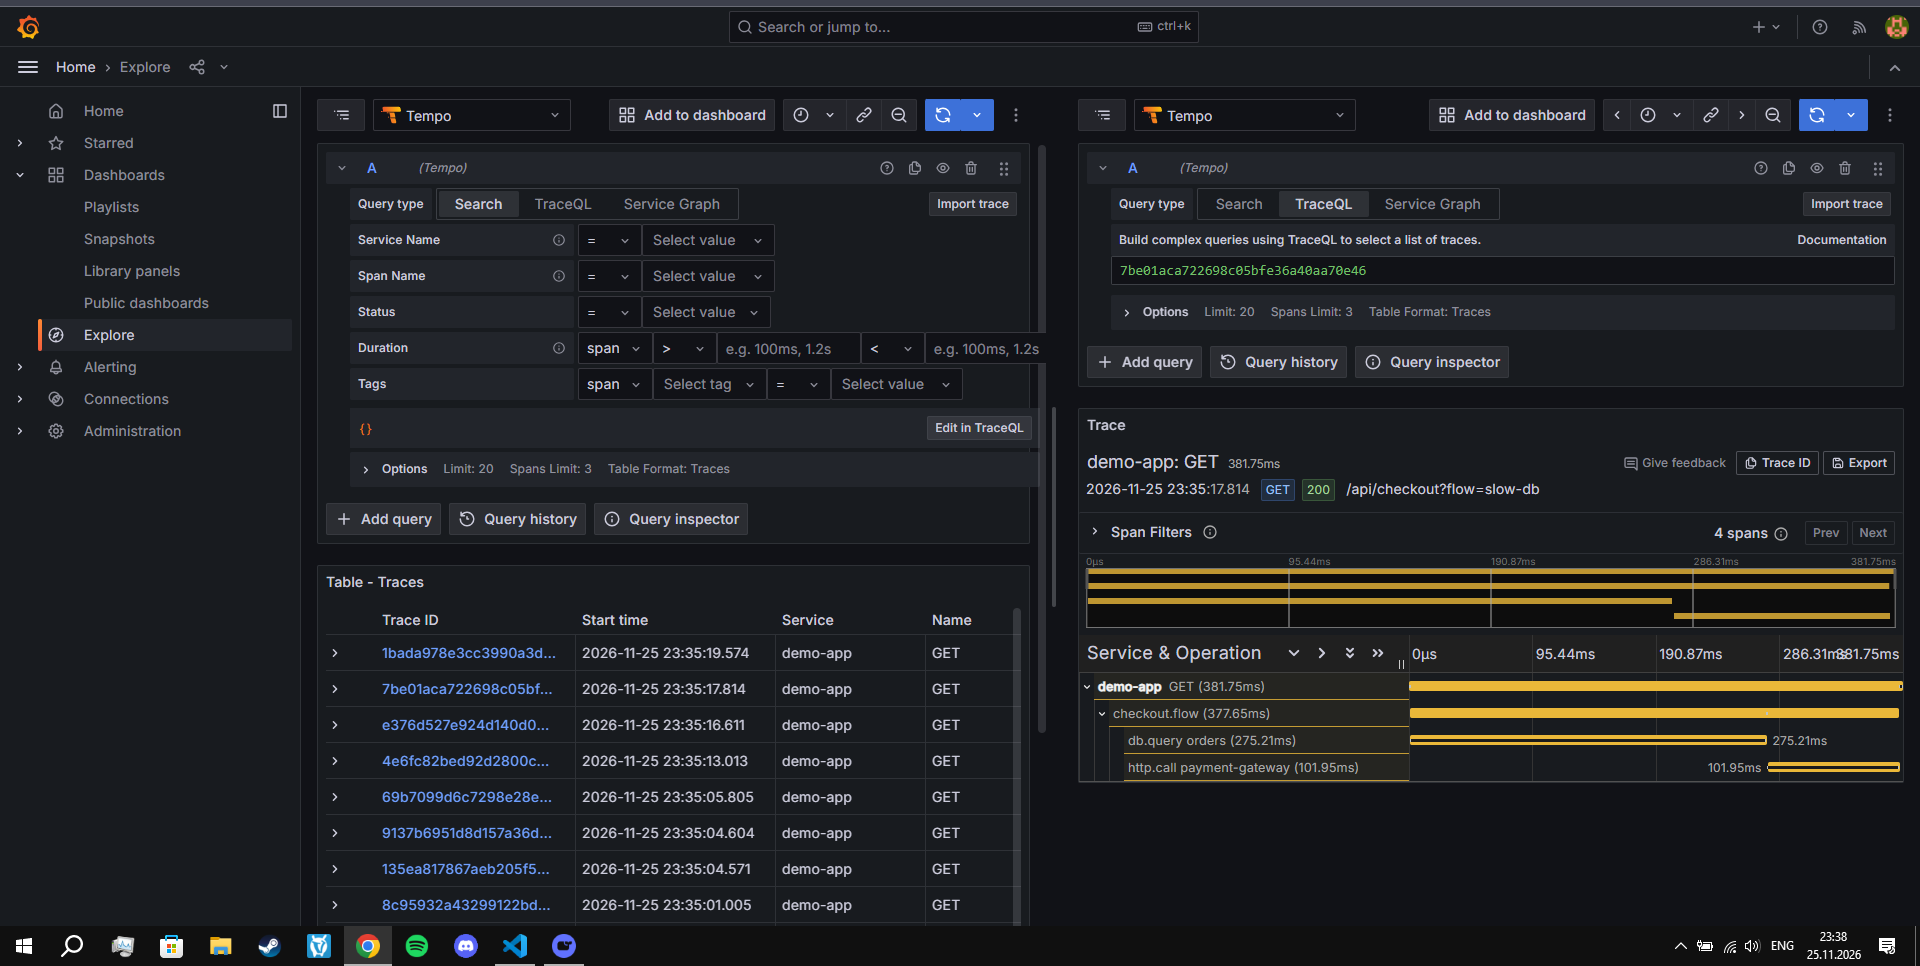 Search or jump to...
ctrl+k
Home
Explore
Home
Starred
Dashboards
Playlists
Snapshots
Library panels
Public dashboards
Explore
Alerting
Connections
Administration
Tempo
Add to dashboard
A
(Tempo)
Query type
Search
TraceQL
Service Graph
Import trace
Service Name
=
Select value
Span Name
=
Select value
Status
=
Select value
Duration
span
>
e.g. 100ms, 1.2s
<
e.g. 100ms, 1.2s
Tags
span
Select tag
=
Select value
{}
Edit in TraceQL
Options
Limit: 20
Spans Limit: 3
Table Format: Traces
+ Add query
Query history
Query inspector
Table - Traces
Trace ID Start time Service Name
1bada978e3cc3990a3d... 2026-11-25 23:35:19.574 demo-app GET
7be01aca722698c05bf... 2026-11-25 23:35:17.814 demo-app GET
e376d527e924d140d0... 2026-11-25 23:35:16.611 demo-app GET
4e6fc82bed92d2800c... 2026-11-25 23:35:13.013 demo-app GET
69b7099d6c7298e28e... 2026-11-25 23:35:05.805 demo-app GET
9137b6951d8d157a36d... 2026-11-25 23:35:04.604 demo-app GET
135ea817867aeb205f5... 2026-11-25 23:35:04.571 demo-app GET
8c95932a43299122bd... 2026-11-25 23:35:01.005 demo-app GET
Tempo
Add to dashboard
A
(Tempo)
Query type
Search
TraceQL
Service Graph
Import trace
Build complex queries using TraceQL to select a list of traces.
Documentation
7be01aca722698c05bfe36a40aa70e46
Options
Limit: 20
Spans Limit: 3
Table Format: Traces
+ Add query
Query history
Query inspector
Trace
demo-app: GET 381.75ms
Give feedback
Trace ID
Export
2026-11-25 23:35:17.814 GET 200 /api/checkout?flow=slow-db
Span Filters
4 spans
Prev
Next
0μs 95.44ms 190.87ms 286.31ms 381.75ms
Service & Operation
0μs 95.44ms 190.87ms 286.31ms 381.75ms
demo-app GET (381.75ms)
checkout.flow (377.65ms)
db.query orders (275.21ms) 275.21ms
http.call payment-gateway (101.95ms) 101.95ms
ENG
23:38
25.11.2026